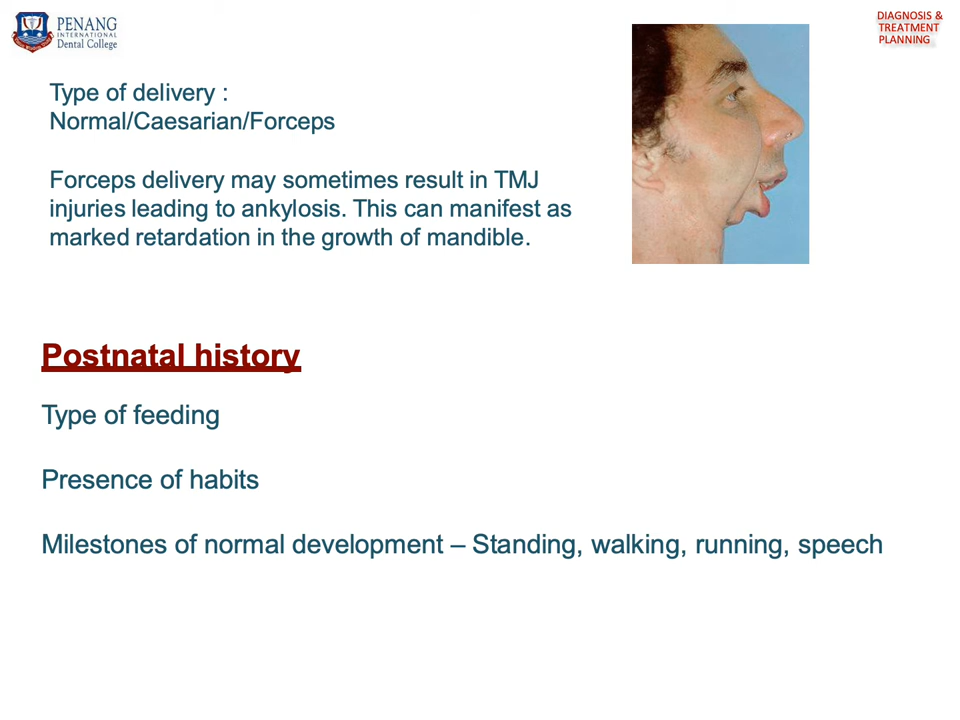 PENANG
INTERNATIONAL
Dental College
DIAGNOSIS &
TREATMENT
PLANNING
Type of delivery :
Normal/Caesarian/Forceps
Forceps delivery may sometimes result in TMJ
injuries leading to ankylosis. This can manifest as
marked retardation in the growth of mandible.
Postnatal history
Type of feeding
Presence of habits
Milestones of normal development – Standing, walking, running, speech